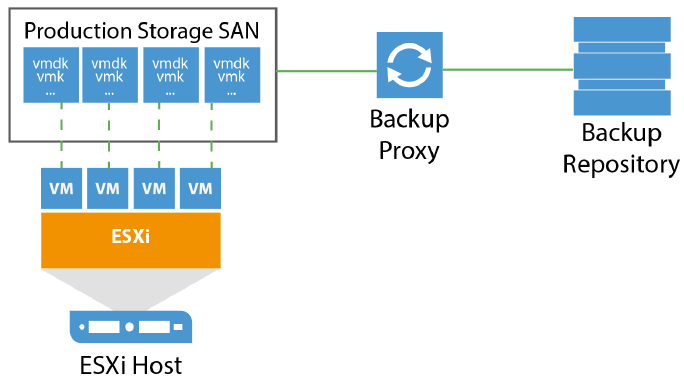 Production Storage SAN
vmdk vmdk vmdk vmdk
vmk vmk vmk vmk
... ... ... ...
Backup
Proxy
Backup
Repository
VM VM VM VM
ESXi
ESXi Host